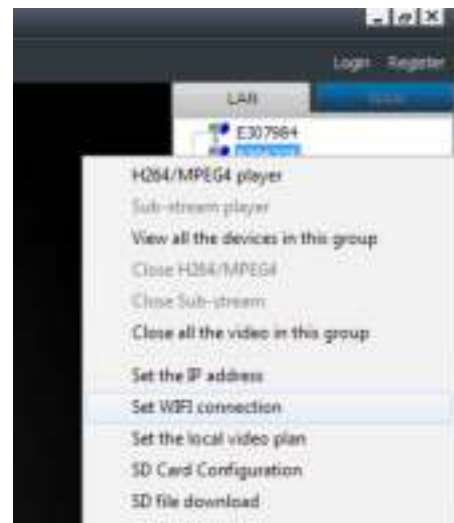 Login Register
LAN
E307984
H264/MPEG4 player
Sub-stream player
View all the devices in this group
Close H264/MPEG4
Close Sub-stream
Close all the video in this group
Set the IP address
Set WIFI connection
Set the local video plan
SD Card Configuration
SD file download